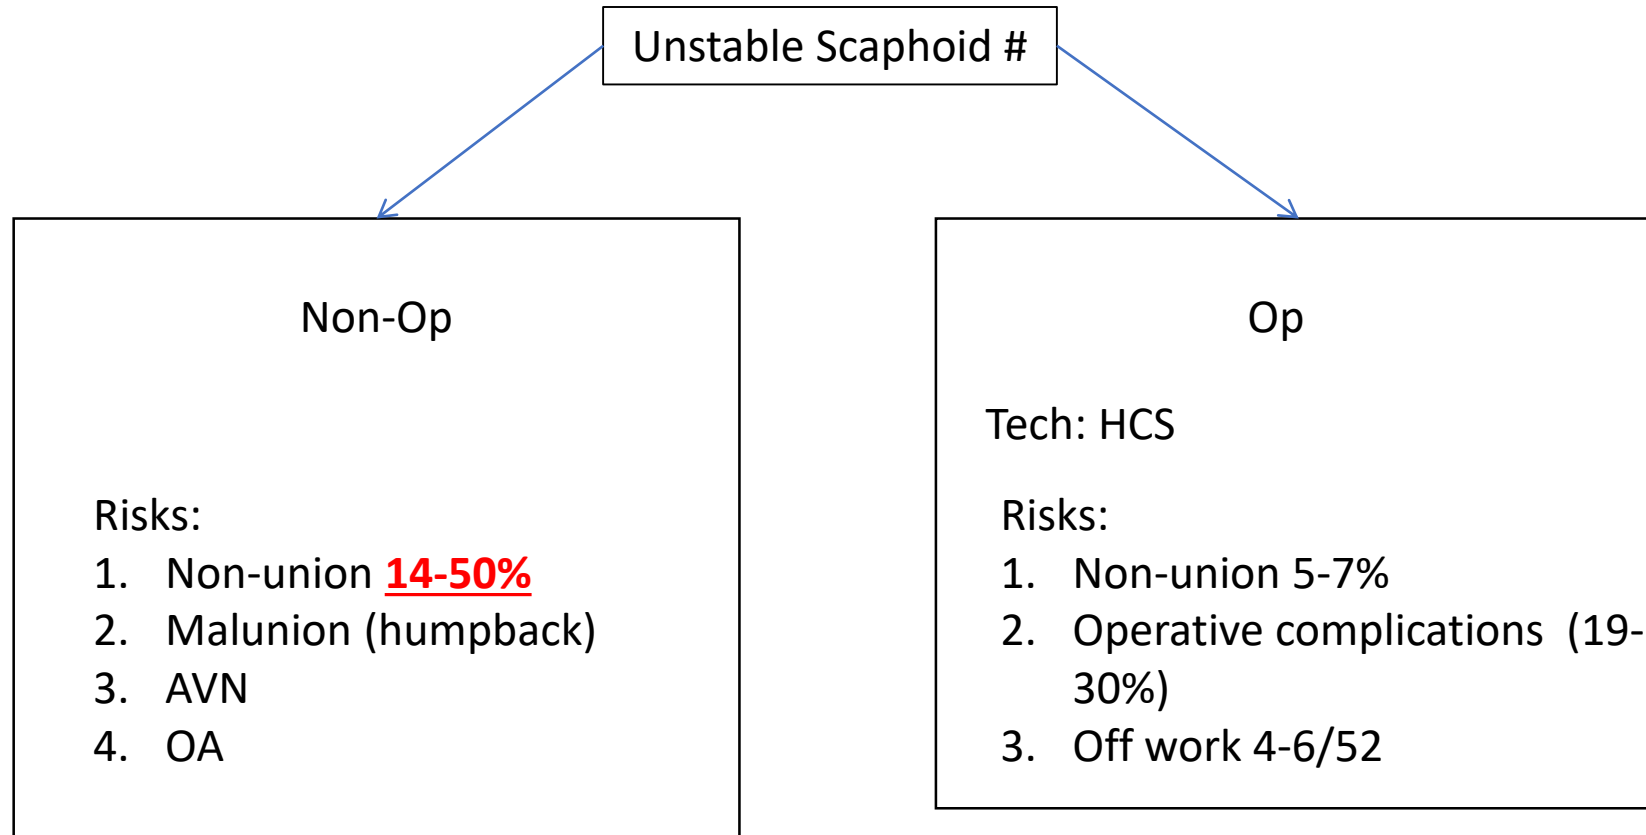 Unstable Scaphoid #
Non-Op
Risks:
1. Non-union 14-50%
2. Malunion (humpback)
3. AVN
4. OA
Op
Tech: HCS
Risks:
1. Non-union 5-7%
2. Operative complications (19-
30%)
3. Off work 4-6/52